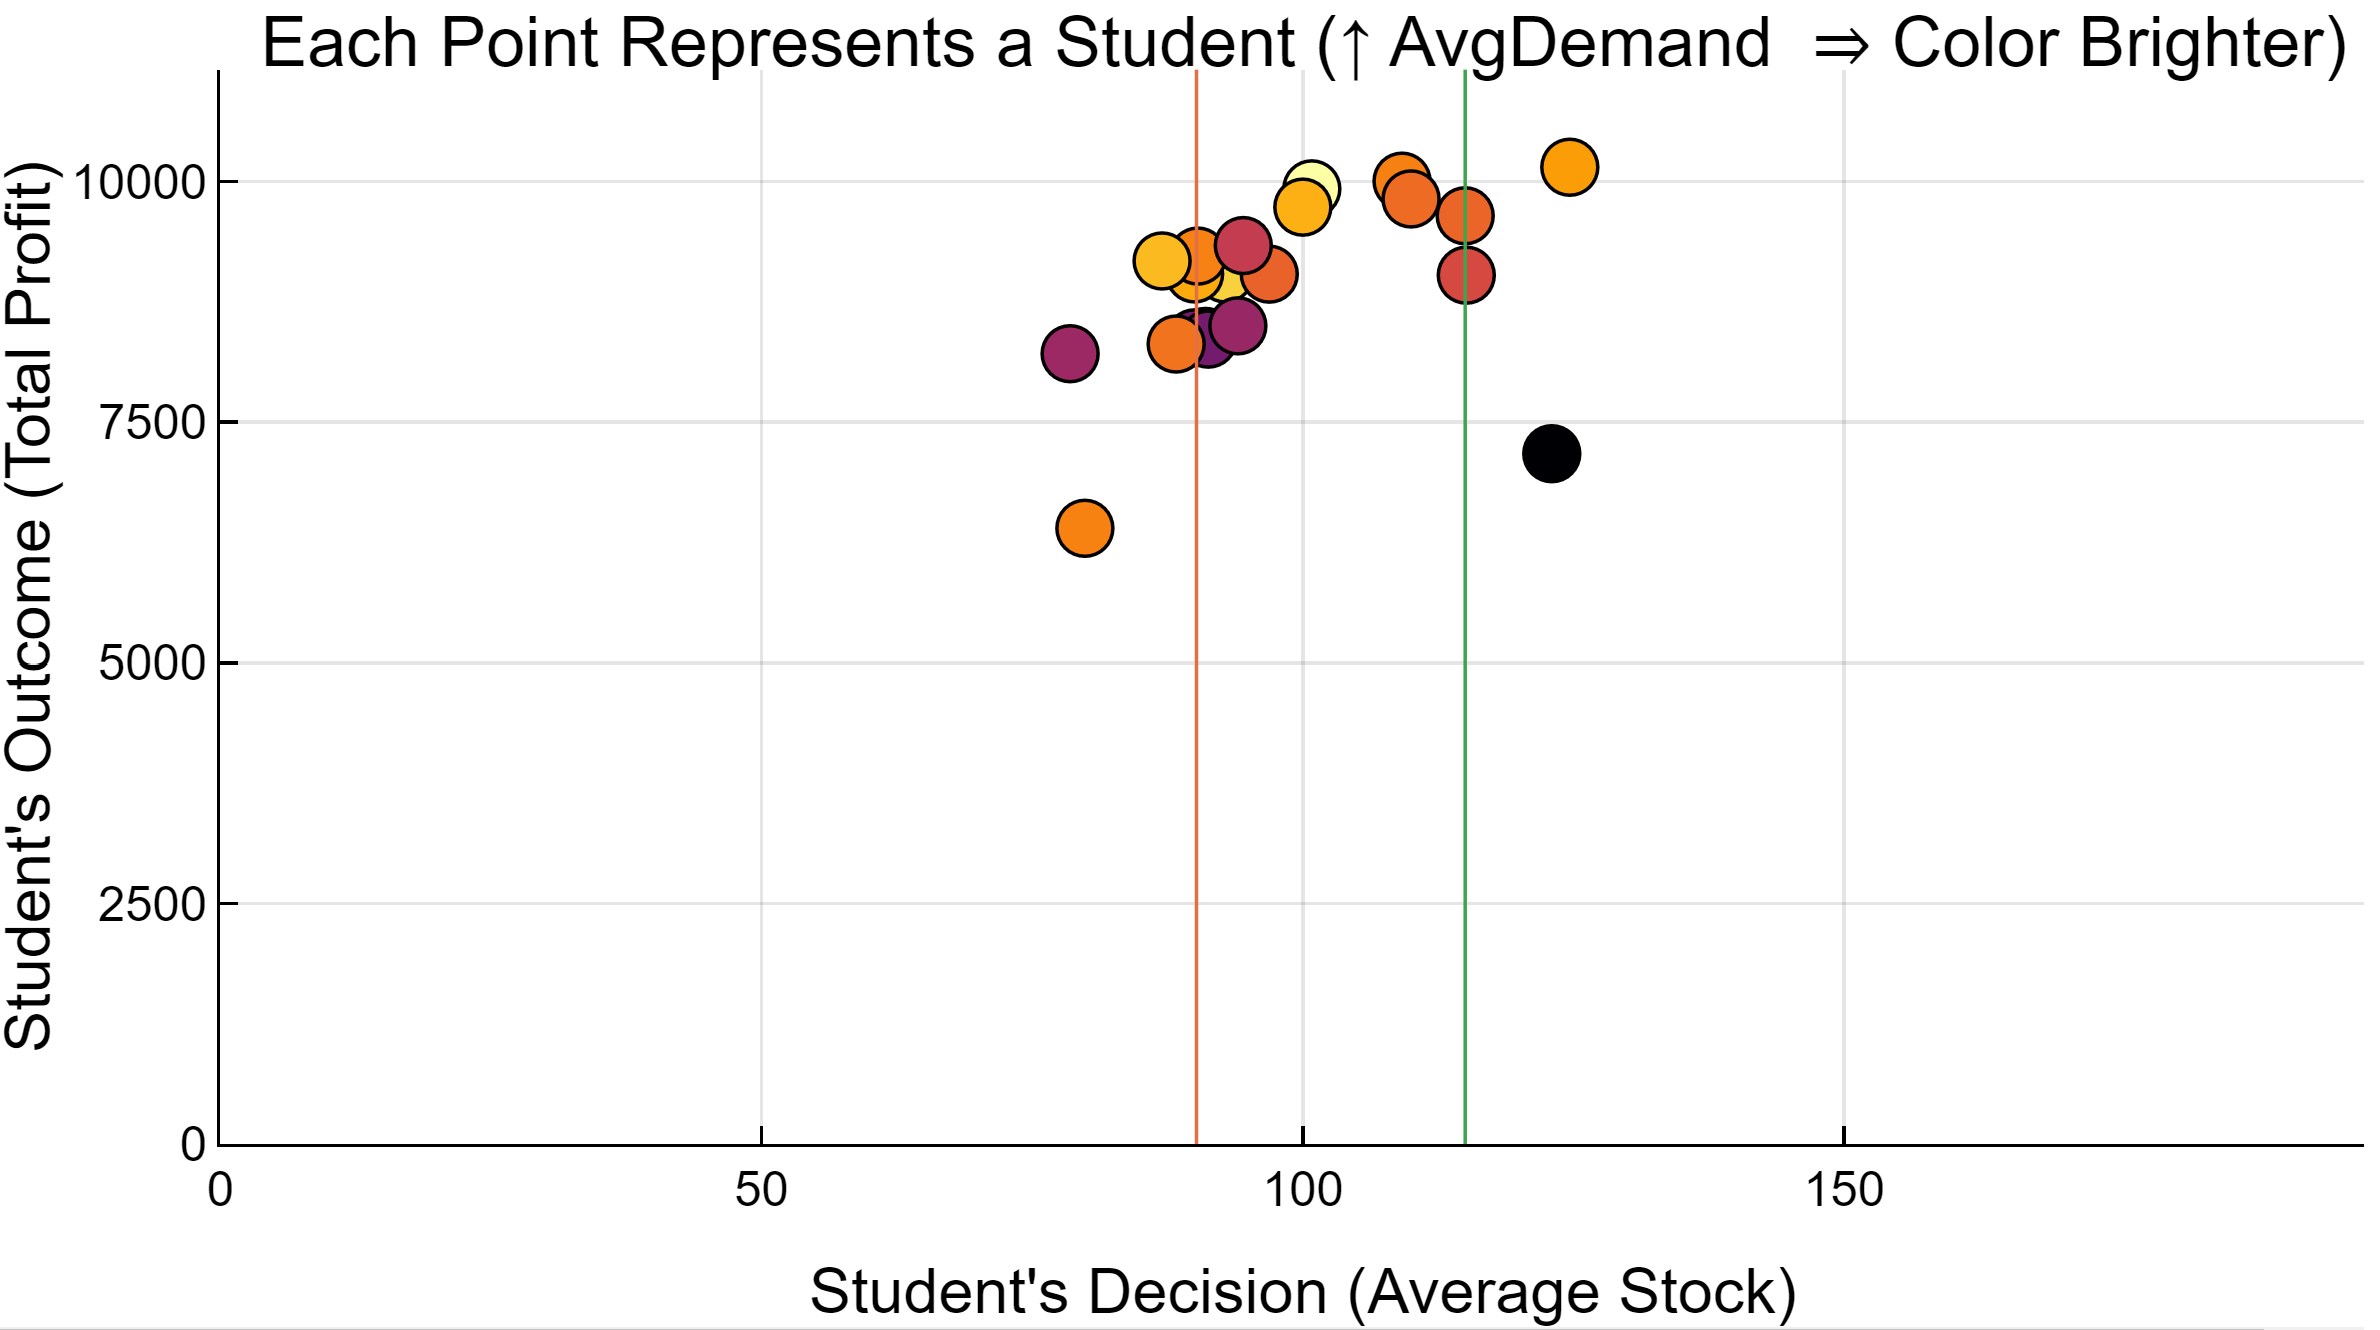 Each Point Represents a Student (↑ AvgDemand ⇒ Color Brighter)
Student's Outcome (Total Profit)
10000
7500
5000
2500
0
0 50 100 150
Student's Decision (Average Stock)